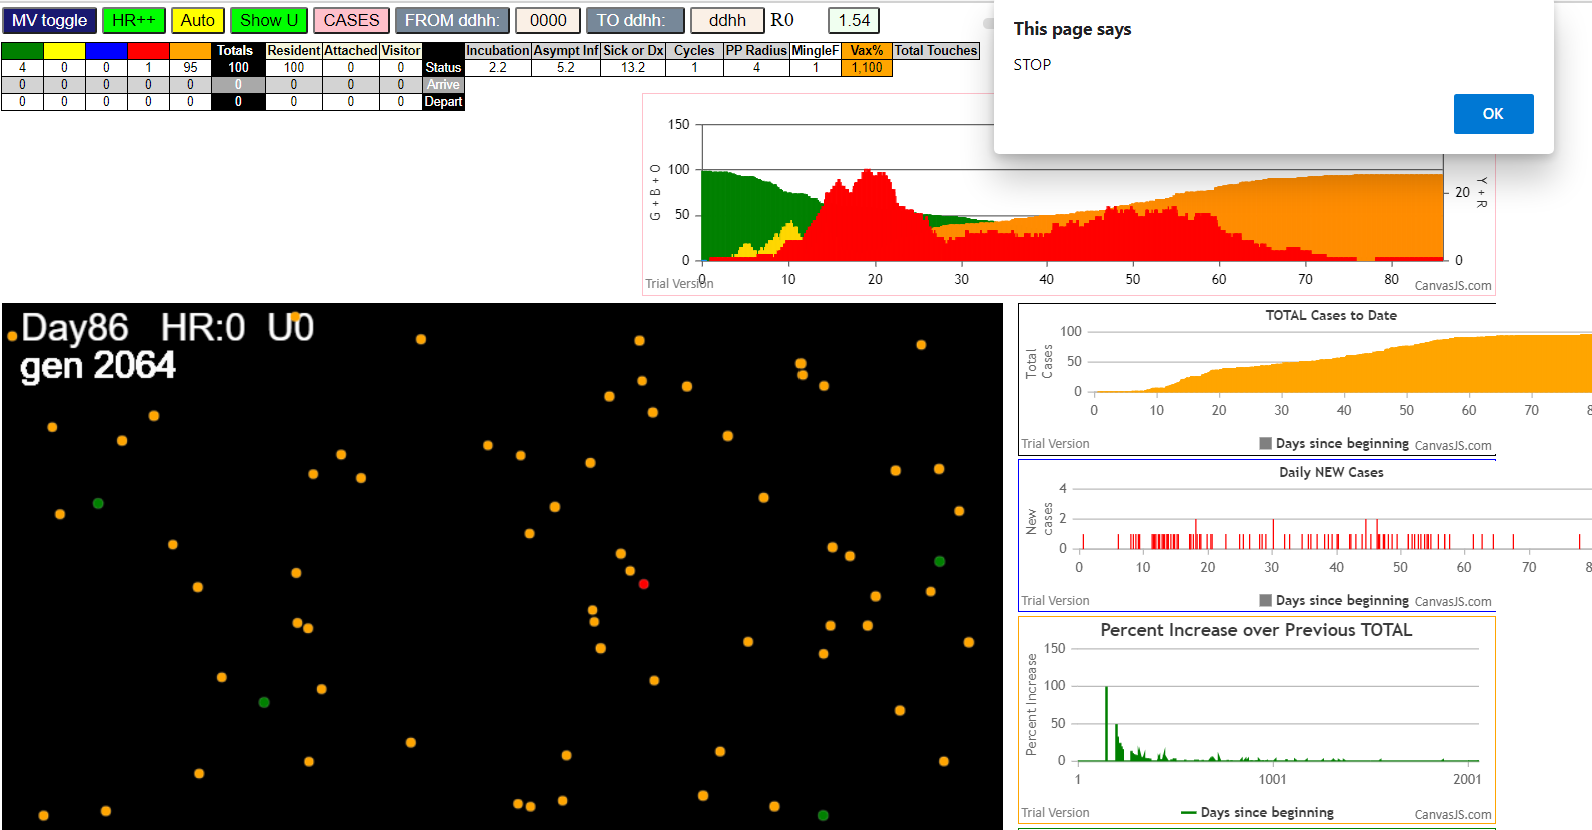 MV toggle HR++ Auto Show U CASES FROM ddhh: 0000 TO ddhh: ddhh R0 1.54
This page says
STOP
OK
Totals Resident Attached Visitor Incubation Asympt Inf Sick or Dx Cycles PP Radius MingleF Vax% Total Touches
4 0 0 1 95 100 100 0 0 Status 2.2 5.2 13.2 1 4 1 1,100
0 0 0 0 0 0 0 0 0 Arrive
0 0 0 0 0 0 0 0 0 Depart
150
100
50
0
G + B + O
20
0
Y + R
0 10 20 30 40 50 60 70 80
Trial Version CanvasJS.com
Day86 HR:0 U0
gen 2064
TOTAL Cases to Date
Total Cases
100
50
0
0 10 20 30 40 50 60 70 8
Days since beginning
Trial Version CanvasJS.com
Daily NEW Cases
New cases
4
2
0
0 10 20 30 40 50 60 70 8
Days since beginning
Trial Version CanvasJS.com
Percent Increase over Previous TOTAL
Percent Increase
150
100
50
0
1 1001 2001
Days since beginning
Trial Version CanvasJS.com